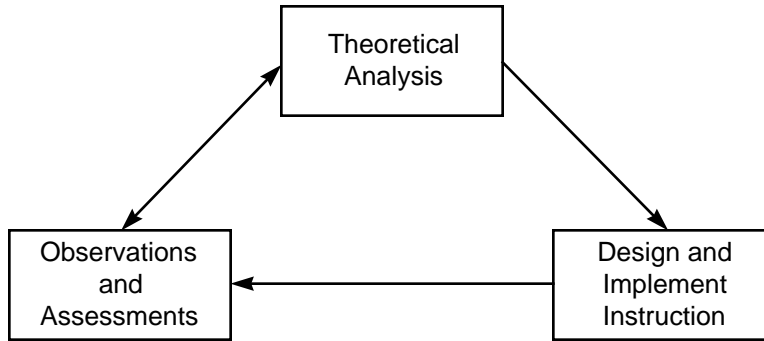 Theoretical
Analysis
Observations
and
Assessments
Design and
Implement
Instruction